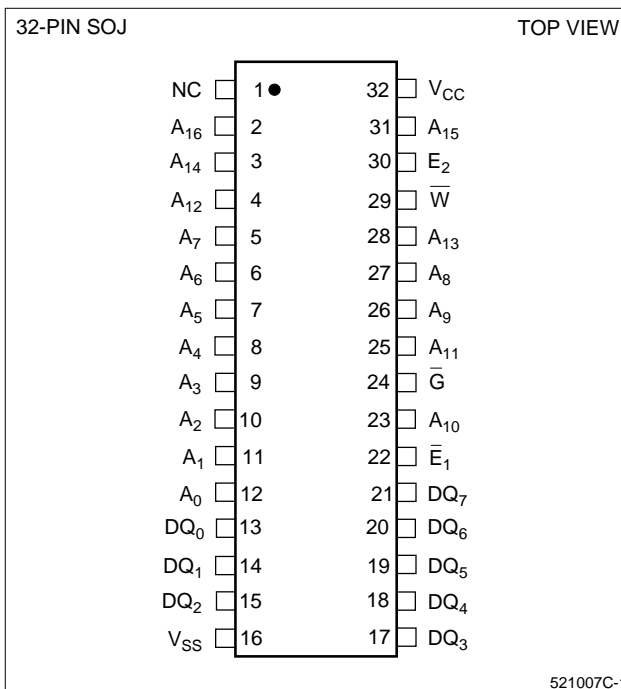 32-PIN SOJ TOP VIEW
NC 1 32 VCC
A16 2 31 A15
A14 3 30 E2
A12 4 29 W̅
A7 5 28 A13
A6 6 27 A8
A5 7 26 A9
A4 8 25 A11
A3 9 24 G̅
A2 10 23 A10
A1 11 22 E̅1
A0 12 21 DQ7
DQ0 13 20 DQ6
DQ1 14 19 DQ5
DQ2 15 18 DQ4
VSS 16 17 DQ3